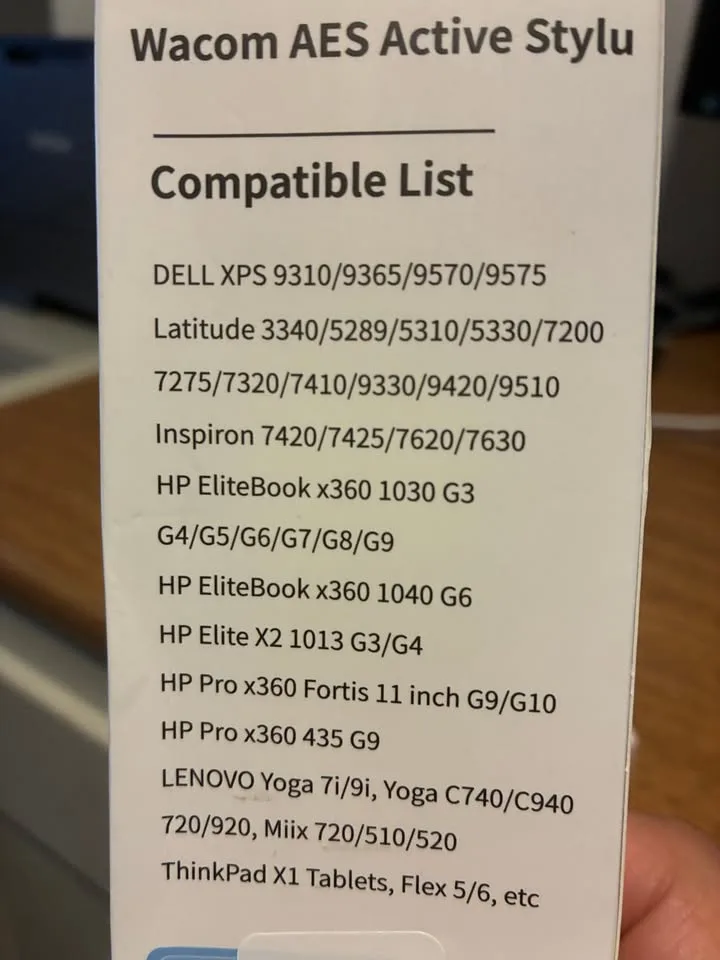 Wacom AES Active Stylu
Compatible List
DELL XPS 9310/9365/9570/9575
Latitude 3340/5289/5310/5330/7200
7275/7320/7410/9330/9420/9510
Inspiron 7420/7425/7620/7630
HP EliteBook x360 1030 G3
G4/G5/G6/G7/G8/G9
HP EliteBook x360 1040 G6
HP Elite X2 1013 G3/G4
HP Pro x360 Fortis 11 inch G9/G10
HP Pro x360 435 G9
LENOVO Yoga 7i/9i, Yoga C740/C940
720/920, Miix 720/510/520
ThinkPad X1 Tablets, Flex 5/6, etc